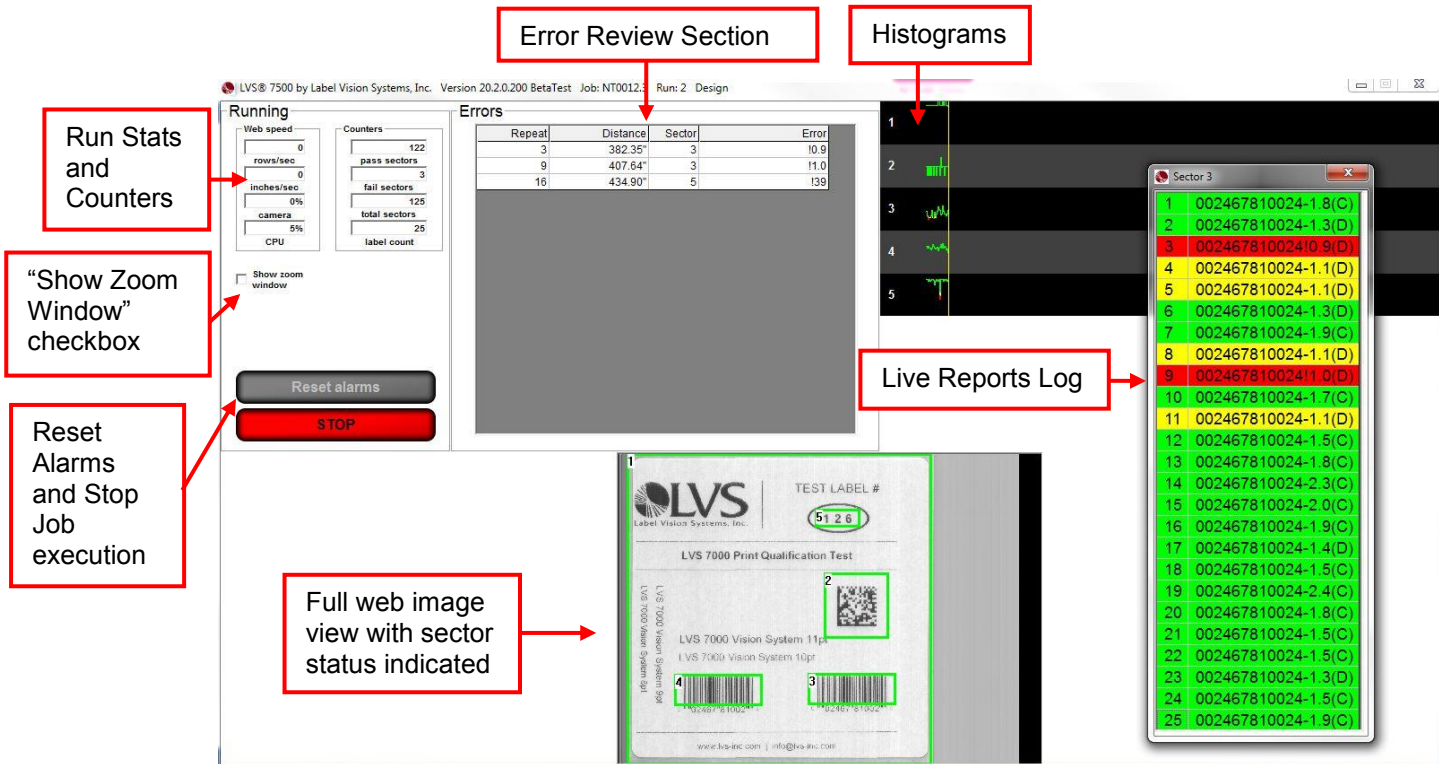 Error Review Section
Histograms
LVS® 7500 by Label Vision Systems, Inc. Version 20.2.0.200 BetaTest Job: NT0012.3 Run: 2 Design
Run Stats
and
Counters
Running
Web speed
0
rows/sec
0
inches/sec
0%
camera
5%
CPU
Counters
122
pass sectors
3
fail sectors
125
total sectors
25
label count
Show zoom
window
“Show Zoom
Window”
checkbox
Reset alarms
STOP
Reset
Alarms
and Stop
Job
execution
Errors
Repeat Distance Sector Error
3 382.35" 3 !0.9
9 407.64" 3 !1.0
16 434.90" 5 !39
1
2
3
4
5
Live Reports Log
Sector 3
1 002467810024-1.8(C)
2 002467810024-1.3(D)
3 002467810024!0.9(D)
4 002467810024-1.1(D)
5 002467810024-1.1(D)
6 002467810024-1.3(D)
7 002467810024-1.9(C)
8 002467810024-1.1(D)
9 002467810024!1.0(D)
10 002467810024-1.7(C)
11 002467810024-1.1(D)
12 002467810024-1.5(C)
13 002467810024-1.8(C)
14 002467810024-2.3(C)
15 002467810024-2.0(C)
16 002467810024-1.9(C)
17 002467810024-1.4(D)
18 002467810024-1.5(C)
19 002467810024-2.4(C)
20 002467810024-1.8(C)
21 002467810024-1.5(C)
22 002467810024-1.5(C)
23 002467810024-1.3(D)
24 002467810024-1.5(C)
25 002467810024-1.9(C)
Full web image
view with sector
status indicated
1
LVS
Label Vision Systems, Inc.
TEST LABEL #
5 1 2 6
LVS 7000 Print Qualification Test
2
LVS 7000 Vision System 9pt
LVS 7000 Vision System 8pt
LVS 7000 Vision System 11pt
LVS 7000 Vision System 10pt
4
3
02467 81002
02467 81002
www.lvs-inc.com | info@lvs-inc.com